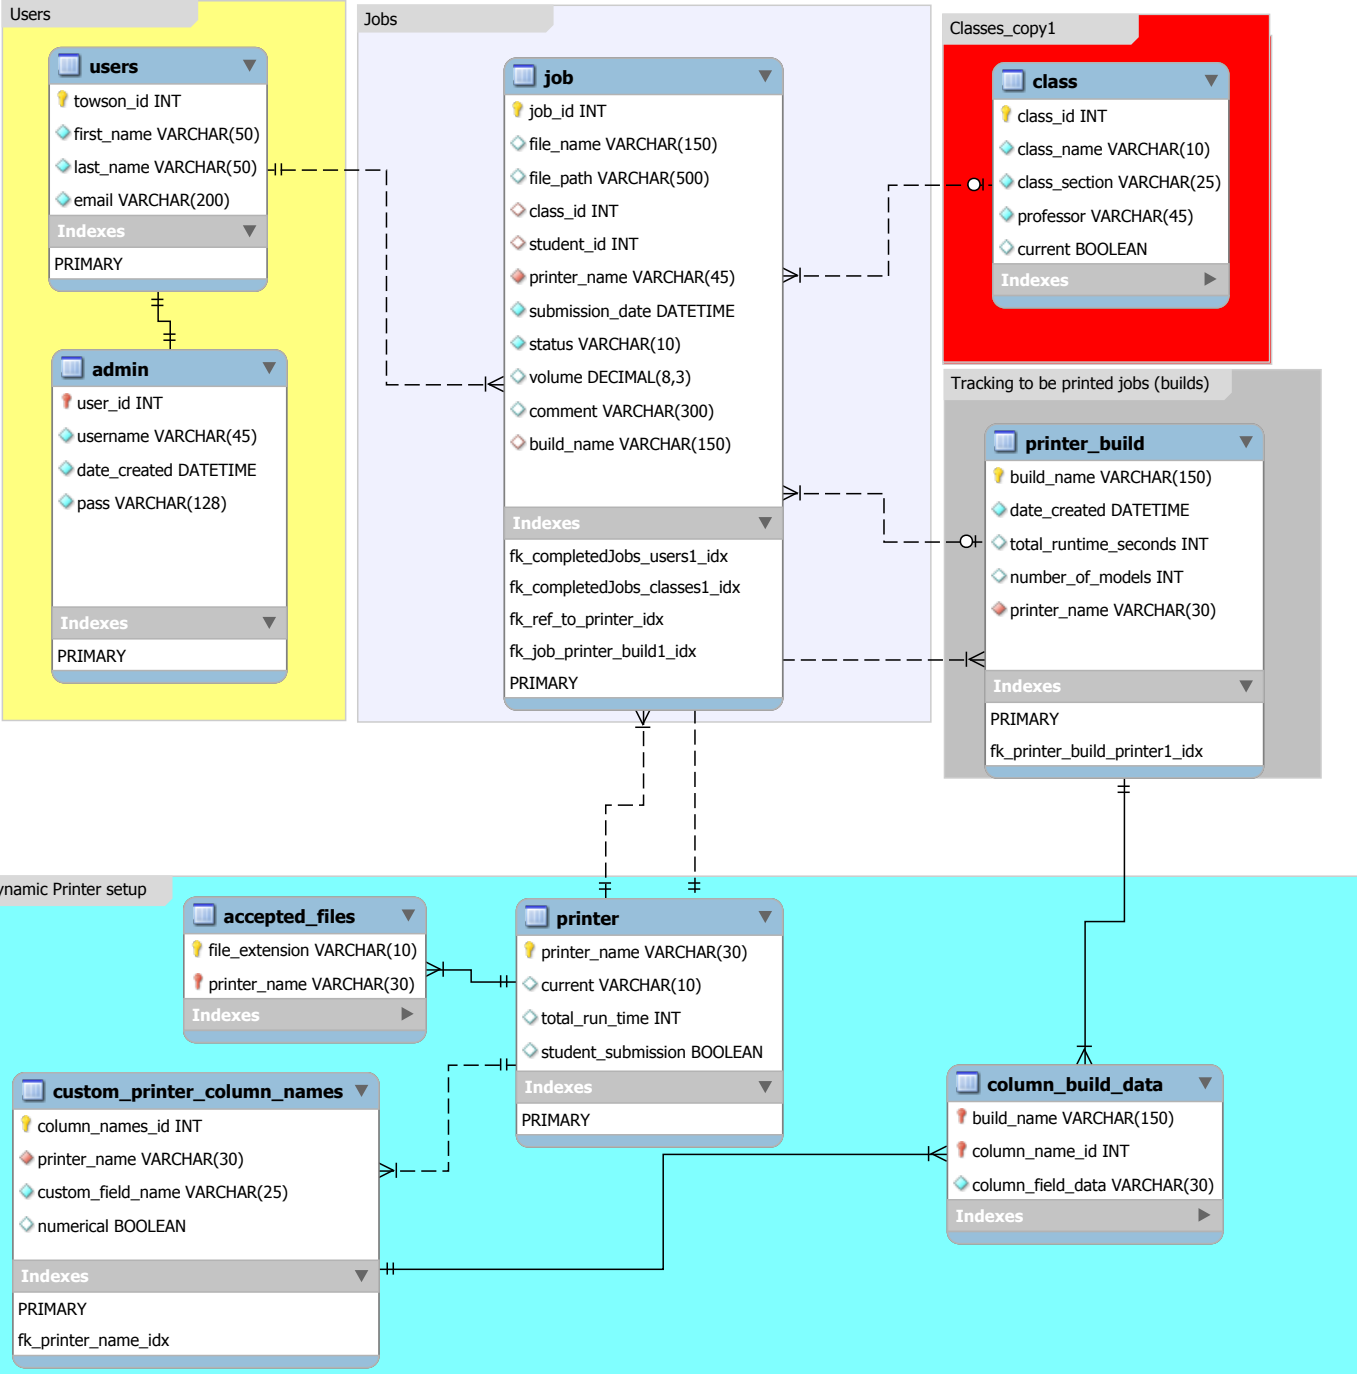 Users
users
towson_id INT
first_name VARCHAR(50)
last_name VARCHAR(50)
email VARCHAR(200)
Indexes
PRIMARY
admin
user_id INT
username VARCHAR(45)
date_created DATETIME
pass VARCHAR(128)
Indexes
PRIMARY
Jobs
job
job_id INT
file_name VARCHAR(150)
file_path VARCHAR(500)
class_id INT
student_id INT
printer_name VARCHAR(45)
submission_date DATETIME
status VARCHAR(10)
volume DECIMAL(8,3)
comment VARCHAR(300)
build_name VARCHAR(150)
Indexes
fk_completedJobs_users1_idx
fk_completedJobs_classes1_idx
fk_ref_to_printer_idx
fk_job_printer_build1_idx
PRIMARY
Classes_copy1
class
class_id INT
class_name VARCHAR(10)
class_section VARCHAR(25)
professor VARCHAR(45)
current BOOLEAN
Indexes
Tracking to be printed jobs (builds)
printer_build
build_name VARCHAR(150)
date_created DATETIME
total_runtime_seconds INT
number_of_models INT
printer_name VARCHAR(30)
Indexes
PRIMARY
fk_printer_build_printer1_idx
ynamic Printer setup
accepted_files
file_extension VARCHAR(10)
printer_name VARCHAR(30)
Indexes
printer
printer_name VARCHAR(30)
current VARCHAR(10)
total_run_time INT
student_submission BOOLEAN
Indexes
PRIMARY
custom_printer_column_names
column_names_id INT
printer_name VARCHAR(30)
custom_field_name VARCHAR(25)
numerical BOOLEAN
Indexes
PRIMARY
fk_printer_name_idx
column_build_data
build_name VARCHAR(150)
column_name_id INT
column_field_data VARCHAR(30)
Indexes